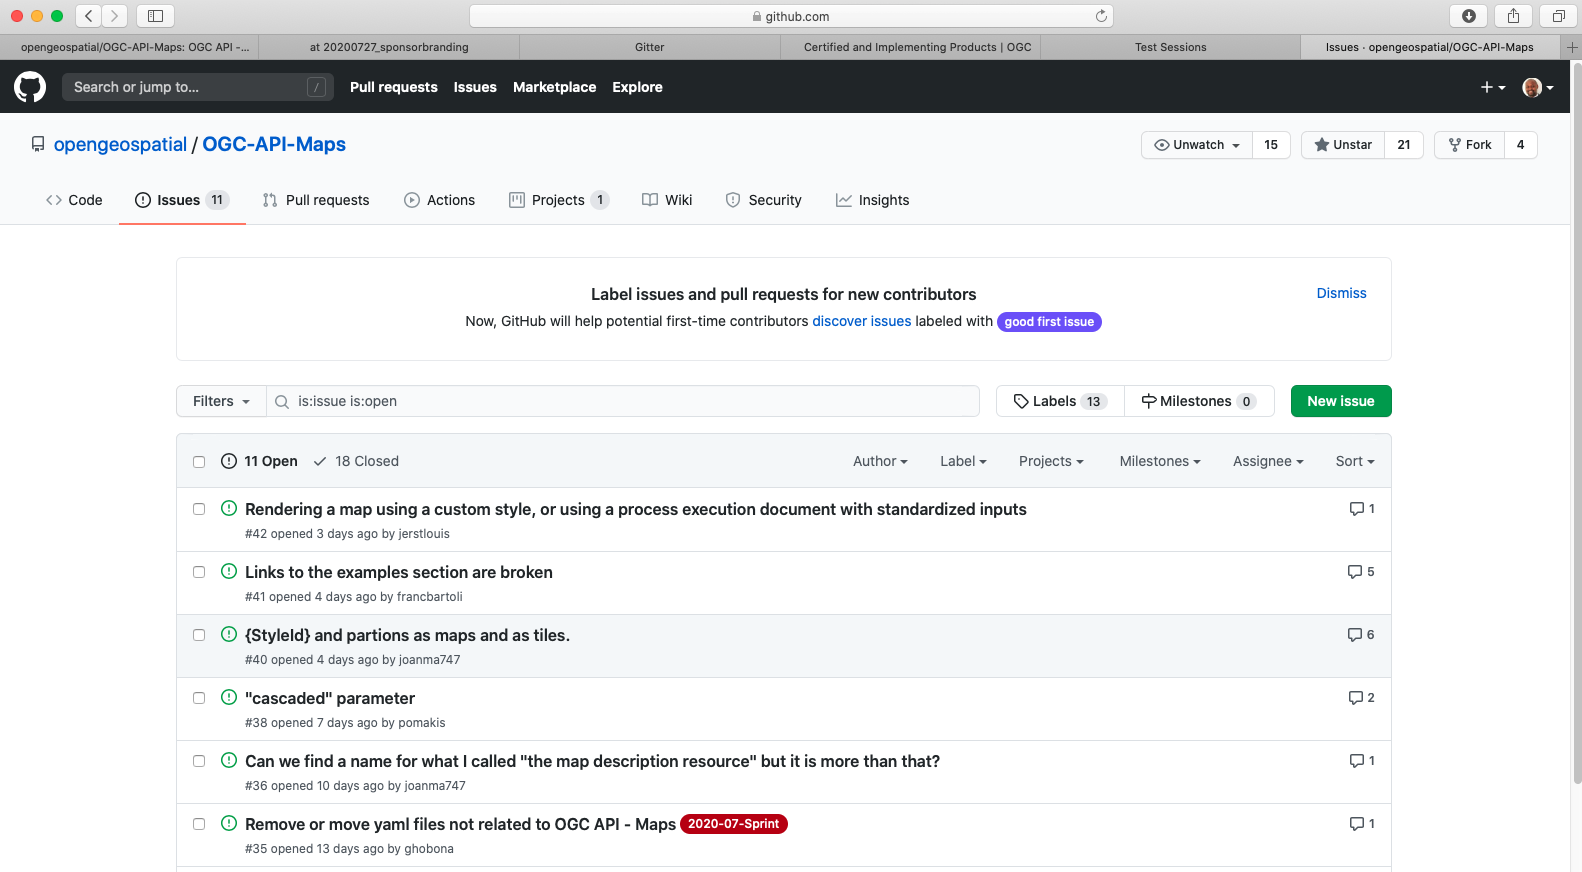 github.com
opengeospatial/OGC-API-Maps: OGC API -...
at 20200727_sponsorbranding
Gitter
Certified and Implementing Products | OGC
Test Sessions
Issues · opengeospatial/OGC-API-Maps
Search or jump to... /
Pull requests Issues Marketplace Explore
opengeospatial / OGC-API-Maps
Unwatch 15 Unstar 21 Fork 4
Code Issues 11 Pull requests Actions Projects 1 Wiki Security Insights
Label issues and pull requests for new contributors
Dismiss
Now, GitHub will help potential first-time contributors discover issues labeled with good first issue
Filters is:issue is:open Labels 13 Milestones 0 New issue
11 Open 18 Closed Author Label Projects Milestones Assignee Sort
Rendering a map using a custom style, or using a process execution document with standardized inputs 1
#42 opened 3 days ago by jerstlouis
Links to the examples section are broken 5
#41 opened 4 days ago by francbartoli
{StyleId} and partions as maps and as tiles. 6
#40 opened 4 days ago by joanma747
"cascaded" parameter 2
#38 opened 7 days ago by pomakis
Can we find a name for what I called "the map description resource" but it is more than that? 1
#36 opened 10 days ago by joanma747
Remove or move yaml files not related to OGC API - Maps 2020-07-Sprint 1
#35 opened 13 days ago by ghobona